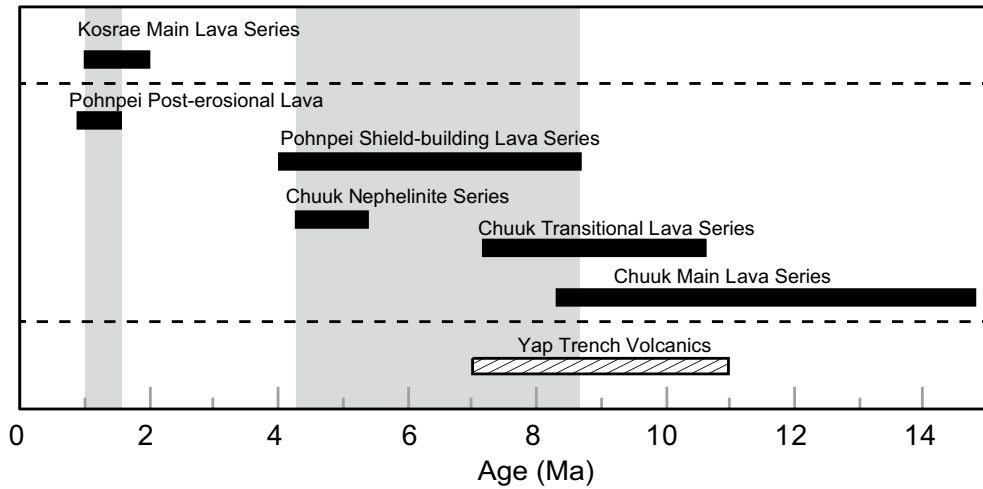 Kosrae Main Lava Series
Pohnpei Post-erosional Lava
Pohnpei Shield-building Lava Series
Chuuk Nephelinite Series
Chuuk Transitional Lava Series
Chuuk Main Lava Series
Yap Trench Volcanics
0 2 4 6 8 10 12 14
Age (Ma)